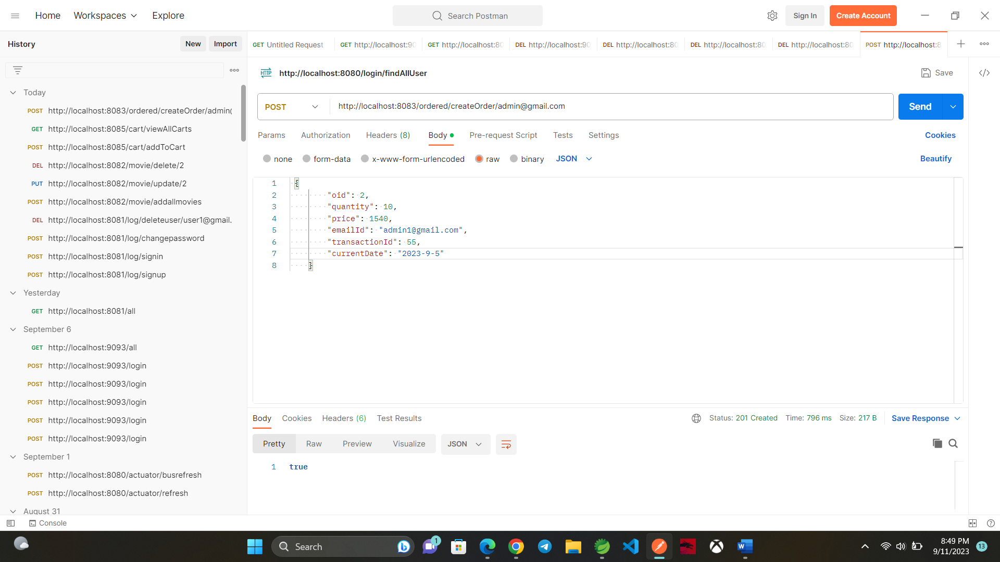 Home Workspaces Explore Search Postman Sign In Create Account
History New Import
GET Untitled Request GET http://localhost:90 GET http://localhost:80 DEL http://localhost:90 DEL http://localhost:80 DEL http://localhost:80 DEL http://localhost:80 POST http://localhost:8
HTTP http://localhost:8080/login/findAllUser Save
POST http://localhost:8083/ordered/createOrder/admin@gmail.com Send
Params Authorization Headers (8) Body Pre-request Script Tests Settings Cookies
none form-data x-www-form-urlencoded raw binary JSON Beautify
1 {
2 "oid": 2,
3 "quantity": 10,
4 "price": 1540,
5 "emailId": "admin1@gmail.com",
6 "transactionId": 55,
7 "currentDate": "2023-9-5"
8 }
Today
POST http://localhost:8083/ordered/createOrder/admin@
GET http://localhost:8085/cart/viewAllCarts
POST http://localhost:8085/cart/addToCart
DEL http://localhost:8082/movie/delete/2
PUT http://localhost:8082/movie/update/2
POST http://localhost:8082/movie/addallmovies
DEL http://localhost:8081/log/deleteuser/user1@gmail.
POST http://localhost:8081/log/changepassword
POST http://localhost:8081/log/signin
POST http://localhost:8081/log/signup
Yesterday
GET http://localhost:8081/all
September 6
GET http://localhost:9093/all
POST http://localhost:9093/login
POST http://localhost:9093/login
POST http://localhost:9093/login
POST http://localhost:9093/login
POST http://localhost:9093/login
September 1
POST http://localhost:8080/actuator/busrefresh
POST http://localhost:8080/actuator/refresh
August 31
Body Cookies Headers (6) Test Results Status: 201 Created Time: 796 ms Size: 217 B Save Response
Pretty Raw Preview Visualize JSON
1 true
Console
Search 1 8:49 PM
9/11/2023 13